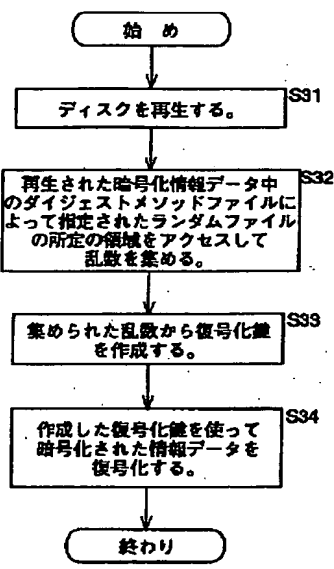 始 め
S31
ディスクを再生する。
S32
再生された暗号化情報データ中
のダイジェストメソッドファイルに
よって指定されたランダムファイル
の所定の領域をアクセスして
乱数を集める。
S33
集められた乱数から復号化鍵
を作成する。
S34
作成した復号化鍵を使って
暗号化された情報データを
復号化する。
終わり